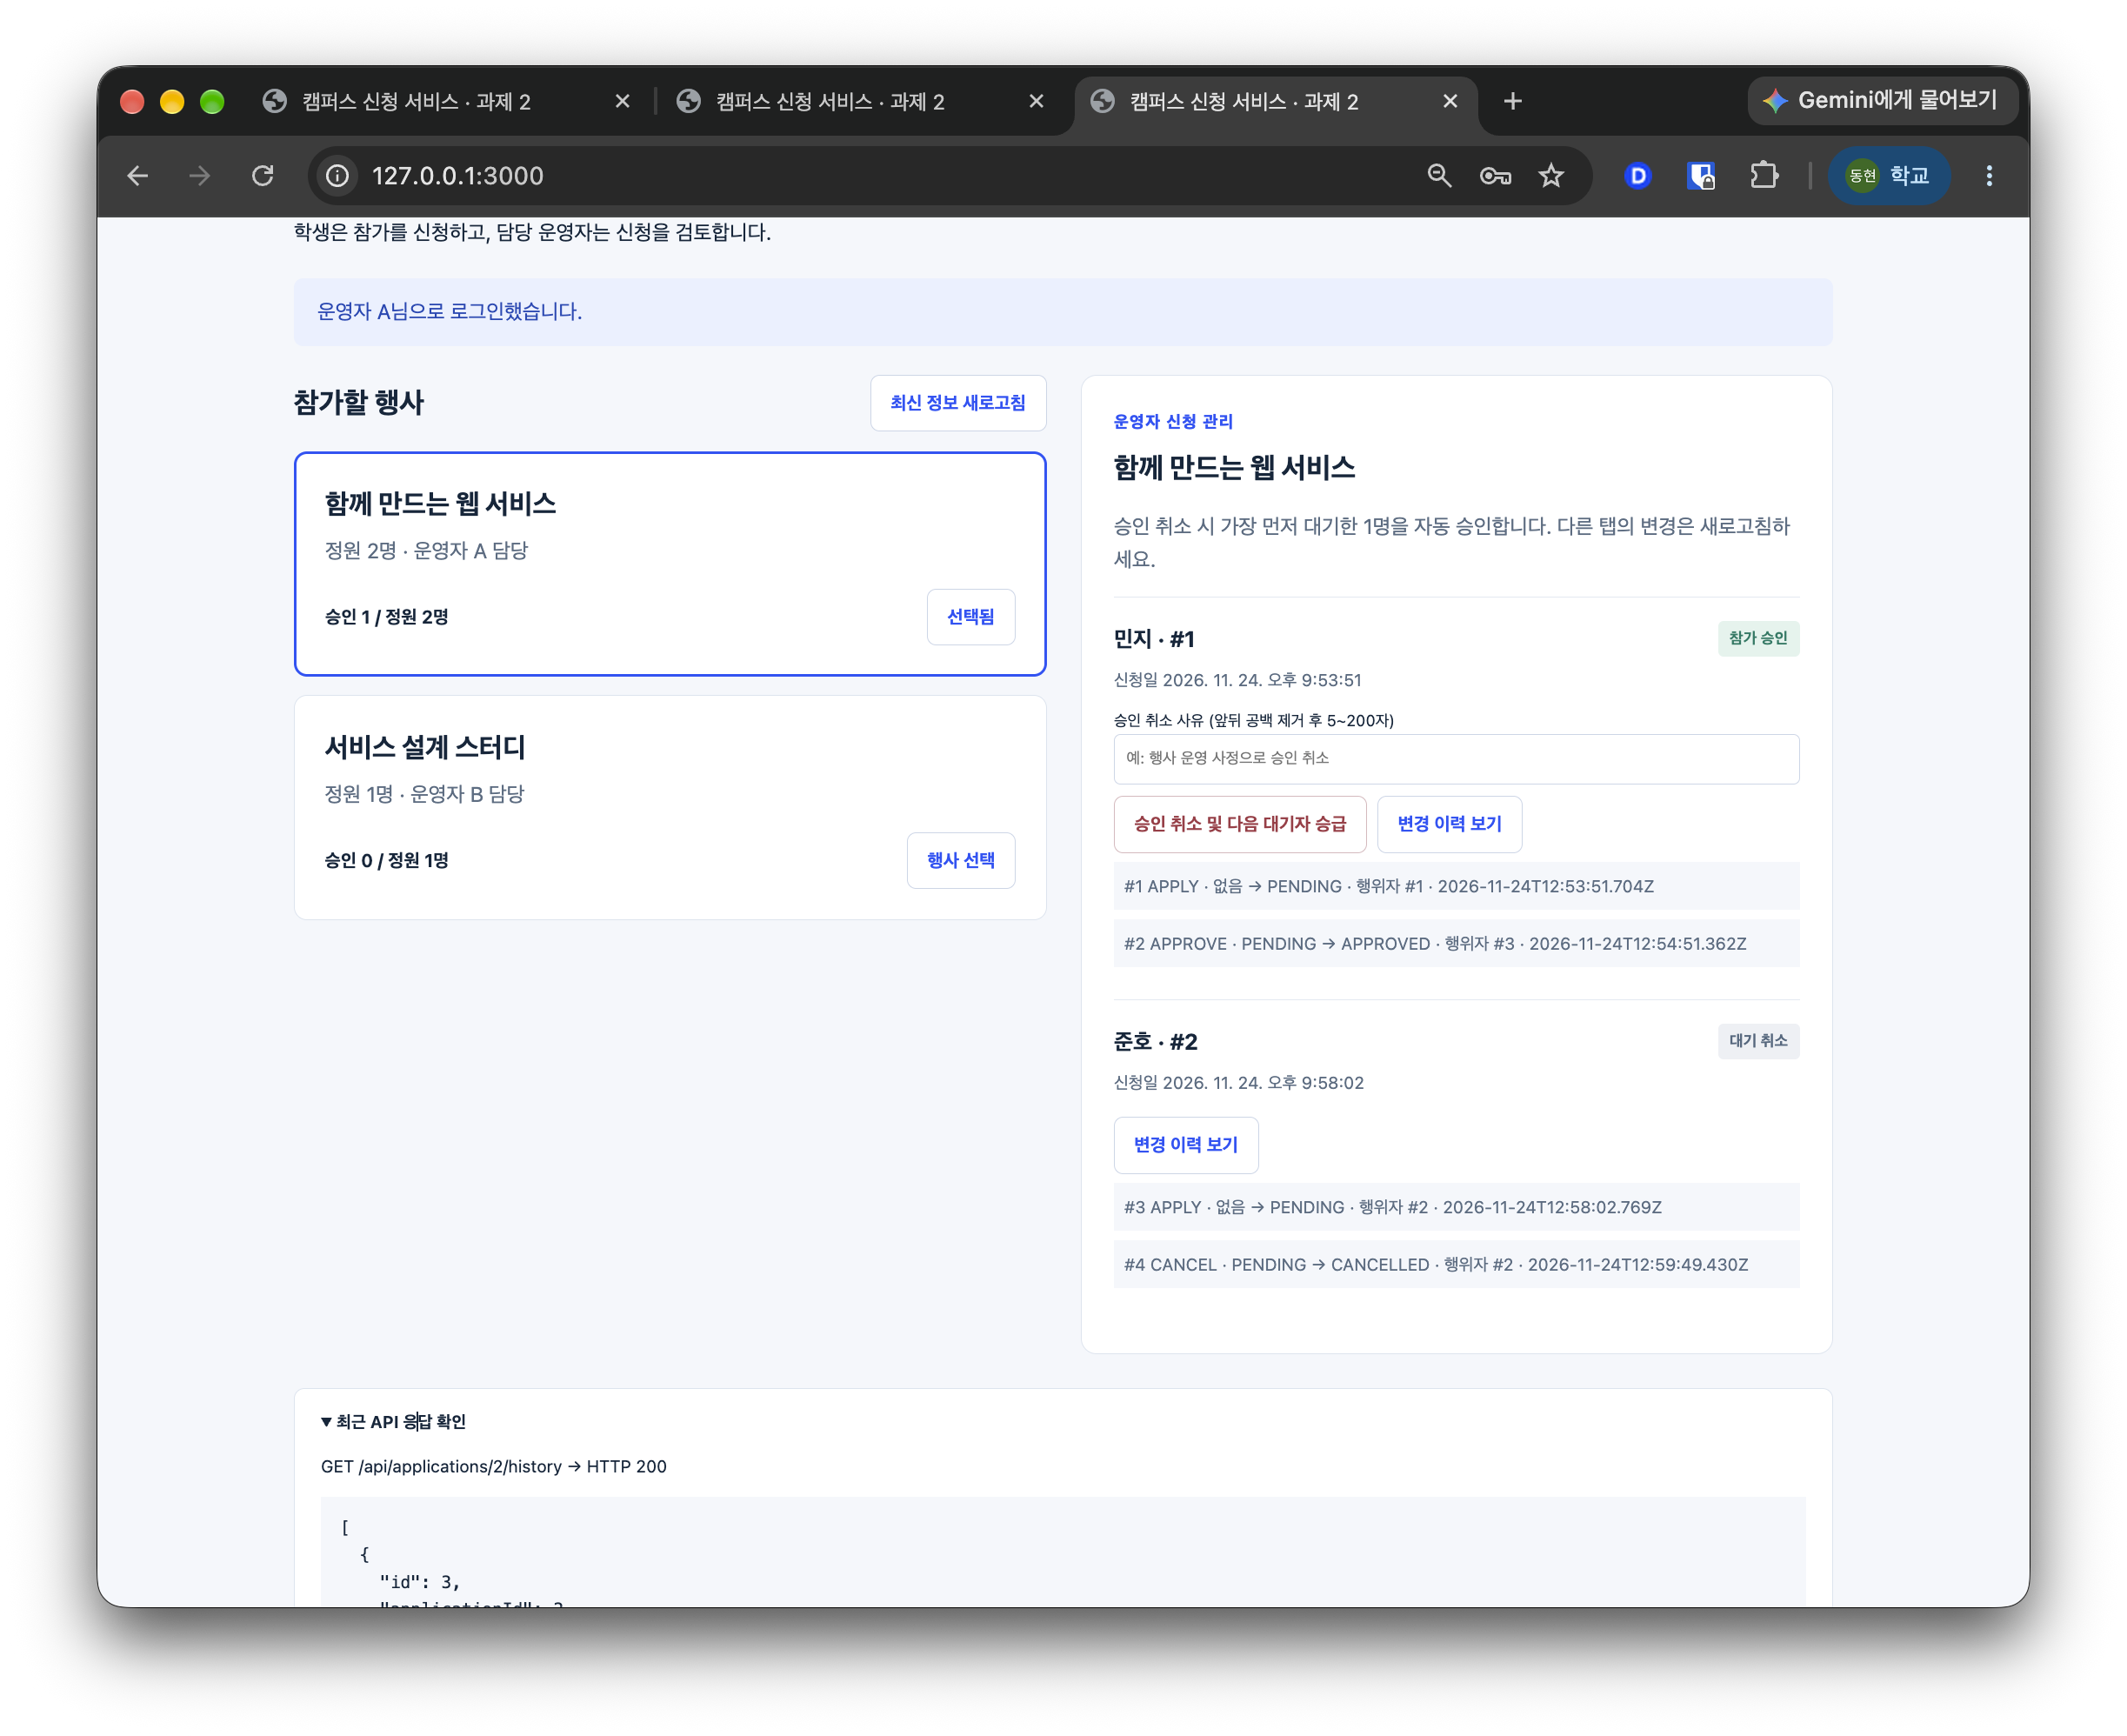 캠퍼스 신청 서비스 · 과제 2
캠퍼스 신청 서비스 · 과제 2
캠퍼스 신청 서비스 · 과제 2
Gemini에게 물어보기
127.0.0.1:3000
D
동현
학교
학생은 참가를 신청하고, 담당 운영자는 신청을 검토합니다.
운영자 A님으로 로그인했습니다.
참가할 행사
최신 정보 새로고침
함께 만드는 웹 서비스
정원 2명 · 운영자 A 담당
승인 1 / 정원 2명
선택됨
서비스 설계 스터디
정원 1명 · 운영자 B 담당
승인 0 / 정원 1명
행사 선택
운영자 신청 관리
함께 만드는 웹 서비스
승인 취소 시 가장 먼저 대기한 1명을 자동 승인합니다. 다른 탭의 변경은 새로고침하
세요.
민지 · #1
참가 승인
신청일 2026. 11. 24. 오후 9:53:51
승인 취소 사유 (앞뒤 공백 제거 후 5~200자)
예: 행사 운영 사정으로 승인 취소
승인 취소 및 다음 대기자 승급
변경 이력 보기
#1 APPLY · 없음 → PENDING · 행위자 #1 · 2026-11-24T12:53:51.704Z
#2 APPROVE · PENDING → APPROVED · 행위자 #3 · 2026-11-24T12:54:51.362Z
준호 · #2
대기 취소
신청일 2026. 11. 24. 오후 9:58:02
변경 이력 보기
#3 APPLY · 없음 → PENDING · 행위자 #2 · 2026-11-24T12:58:02.769Z
#4 CANCEL · PENDING → CANCELLED · 행위자 #2 · 2026-11-24T12:59:49.430Z
▼ 최근 API 응답 확인
GET /api/applications/2/history → HTTP 200
[
{
"id": 3,
"applicationId": 2